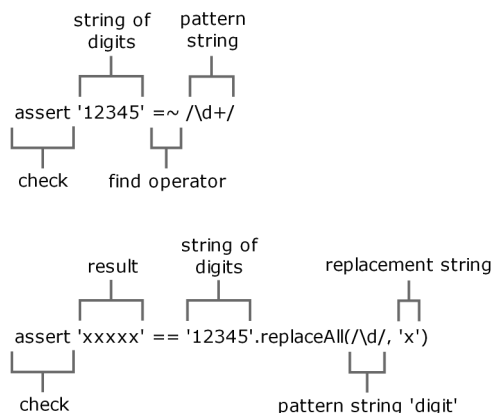 string of
digits
pattern
string
assert '12345' =~ /\d+/
check
find operator
result
string of
digits
replacement string
assert 'xxxxx' == '12345'.replaceAll(/\d/, 'x')
check
pattern string 'digit'